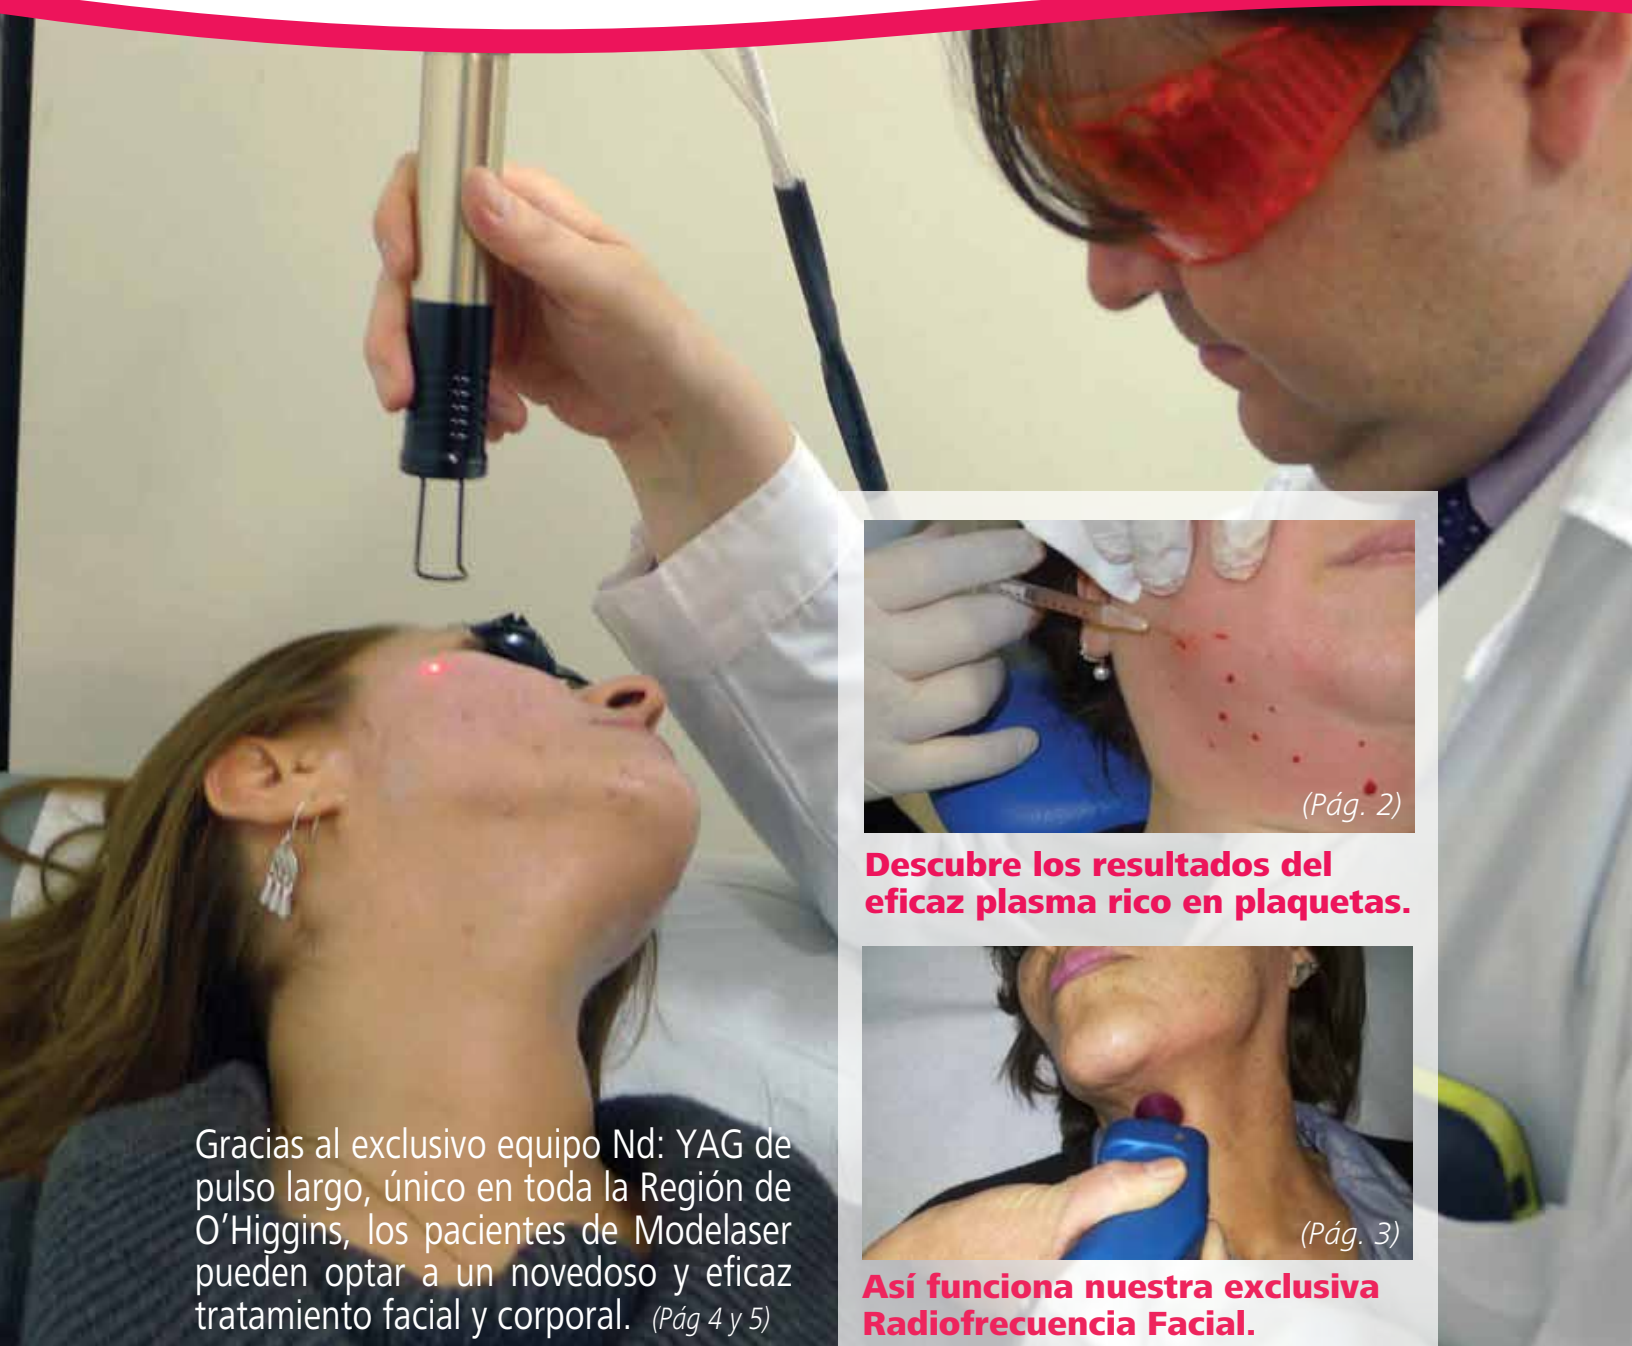 Gracias al exclusivo equipo Nd: YAG de
pulso largo, único en toda la Región de
O’Higgins, los pacientes de Modelaser
pueden optar a un novedoso y eficaz
tratamiento facial y corporal. (Pág 4 y 5)
(Pág. 2)
Descubre los resultados del
eficaz plasma rico en plaquetas.
(Pág. 3)
Así funciona nuestra exclusiva
Radiofrecuencia Facial.